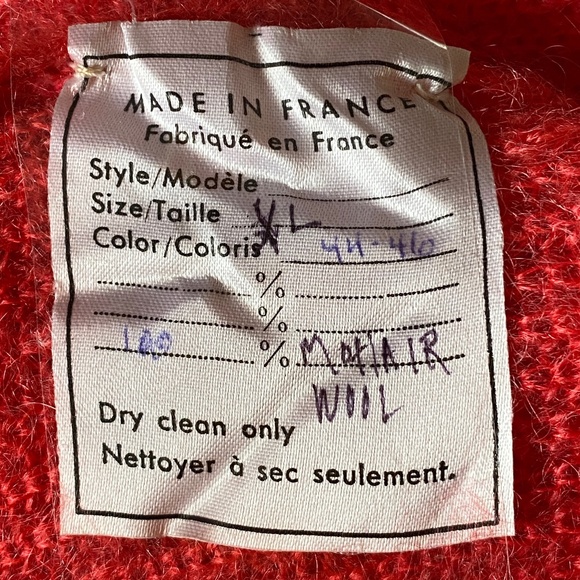 MADE IN FRANCE
Fabriqué en France
Style/Modèle
Size/Taille XL
Color/Coloris 44-46
%
%
100 % MOHAIR
WOOL
Dry clean only
Nettoyer à sec seulement.